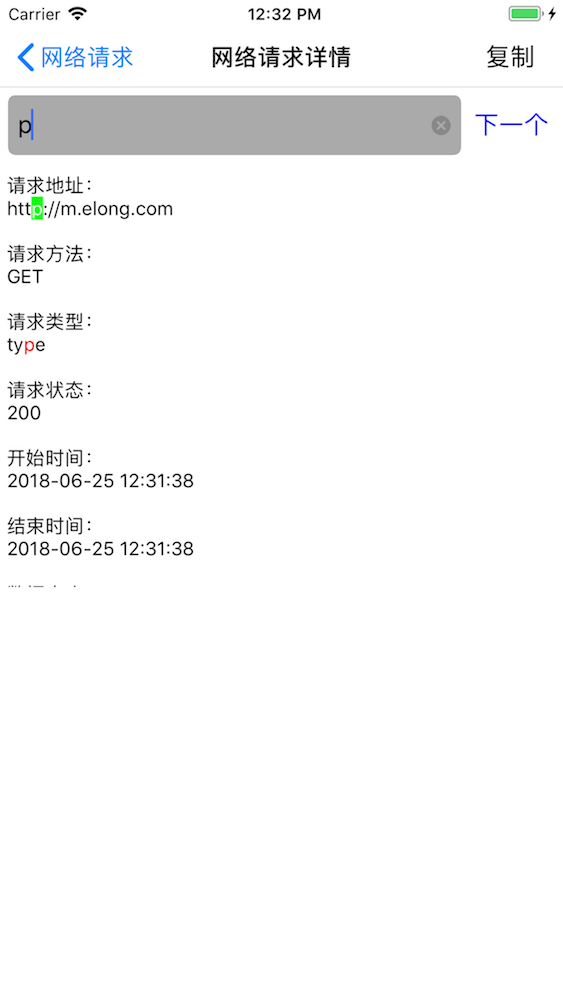 Carrier 12:32 PM
网络请求 网络请求详情 复制
p 下一个
请求地址：
http://m.elong.com
请求方法：
GET
请求类型：
type
请求状态：
200
开始时间：
2018-06-25 12:31:38
结束时间：
2018-06-25 12:31:38